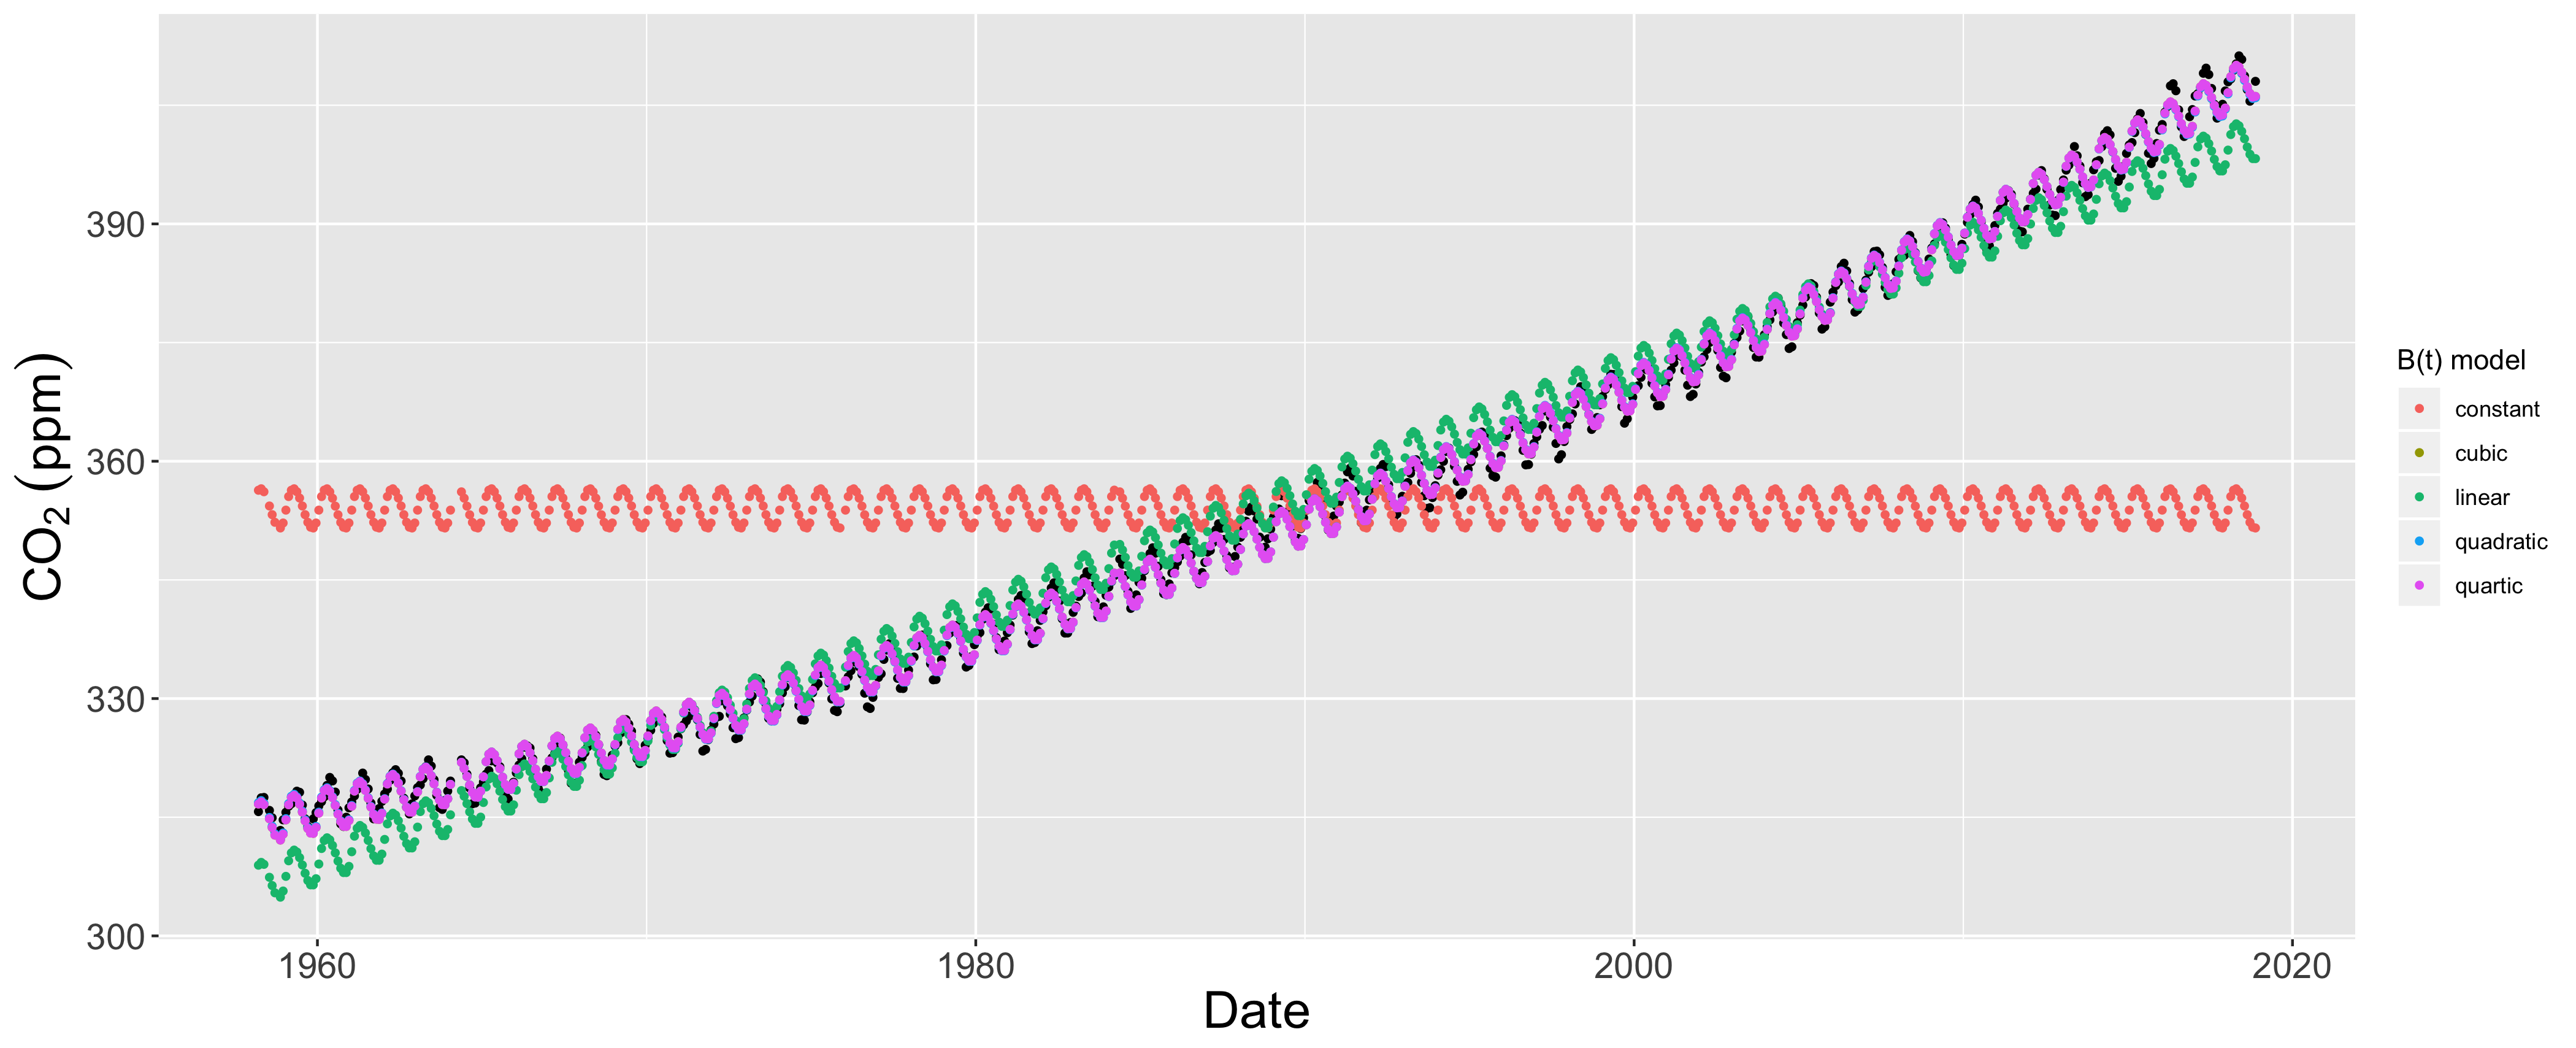 CO₂ (ppm)
390
360
330
300
1960
1980
2000
2020
Date
B(t) model
constant
cubic
linear
quadratic
quartic